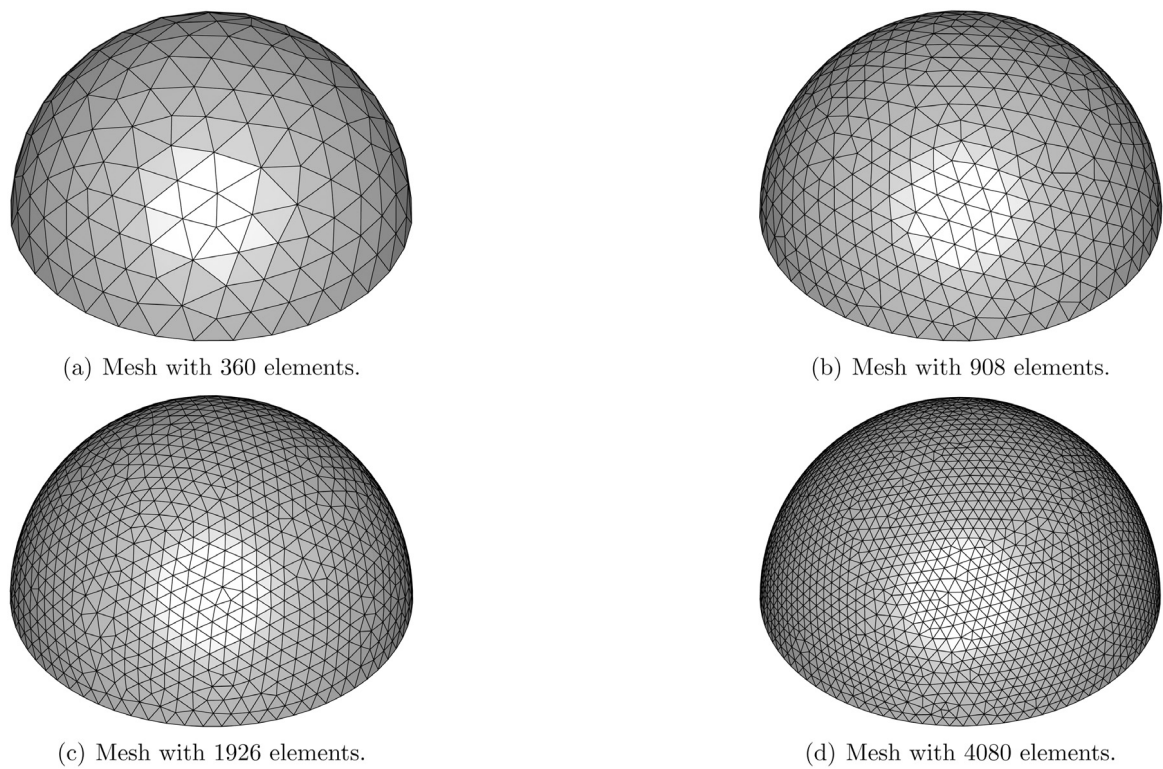 (a) Mesh with 360 elements.
(b) Mesh with 908 elements.
(c) Mesh with 1926 elements.
(d) Mesh with 4080 elements.